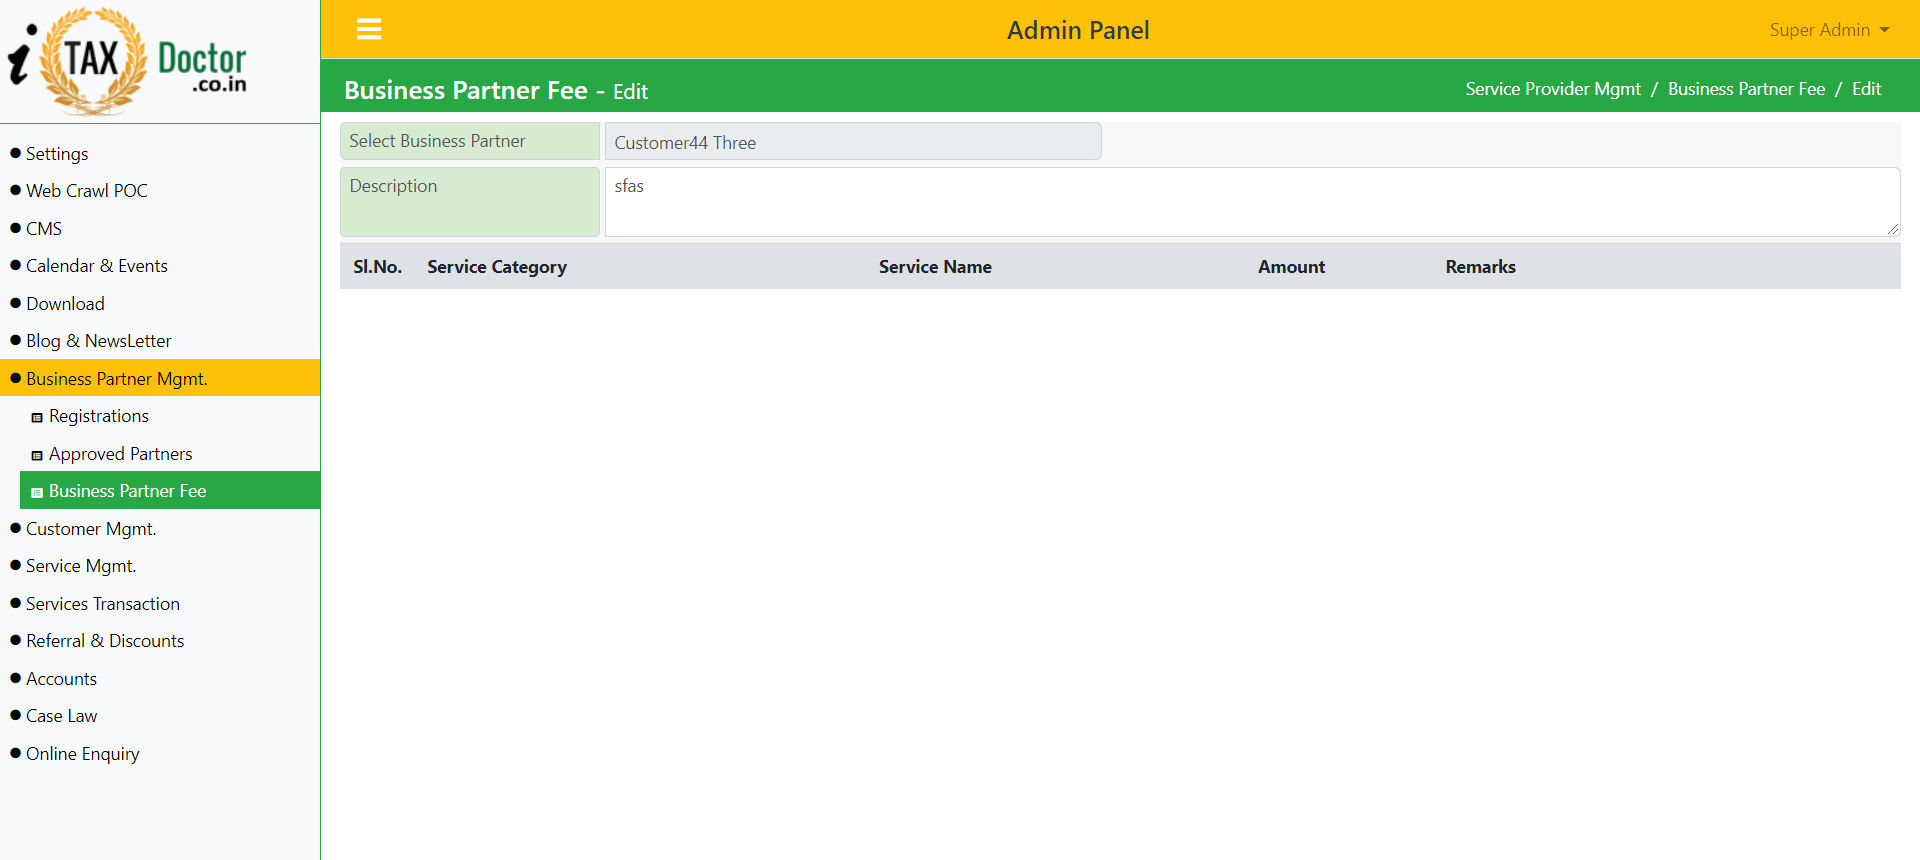 i TAX Doctor
.co.in
Admin Panel
Super Admin
Business Partner Fee - Edit
Service Provider Mgmt / Business Partner Fee / Edit
Settings
Web Crawl POC
CMS
Calendar & Events
Download
Blog & NewsLetter
Business Partner Mgmt.
Registrations
Approved Partners
Business Partner Fee
Customer Mgmt.
Service Mgmt.
Services Transaction
Referral & Discounts
Accounts
Case Law
Online Enquiry
Select Business Partner Customer44 Three
Description sfas
Sl.No. Service Category Service Name Amount Remarks